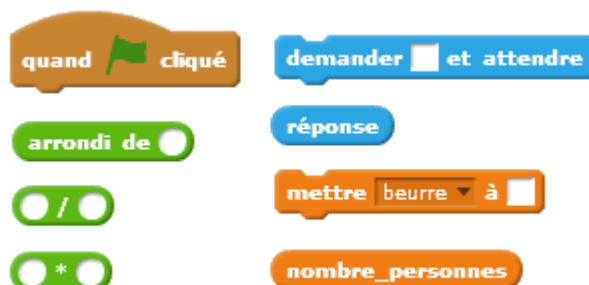 quand cliqué
demander et attendre
arrondi de
réponse
/
mettre beurre à
*
nombre_personnes